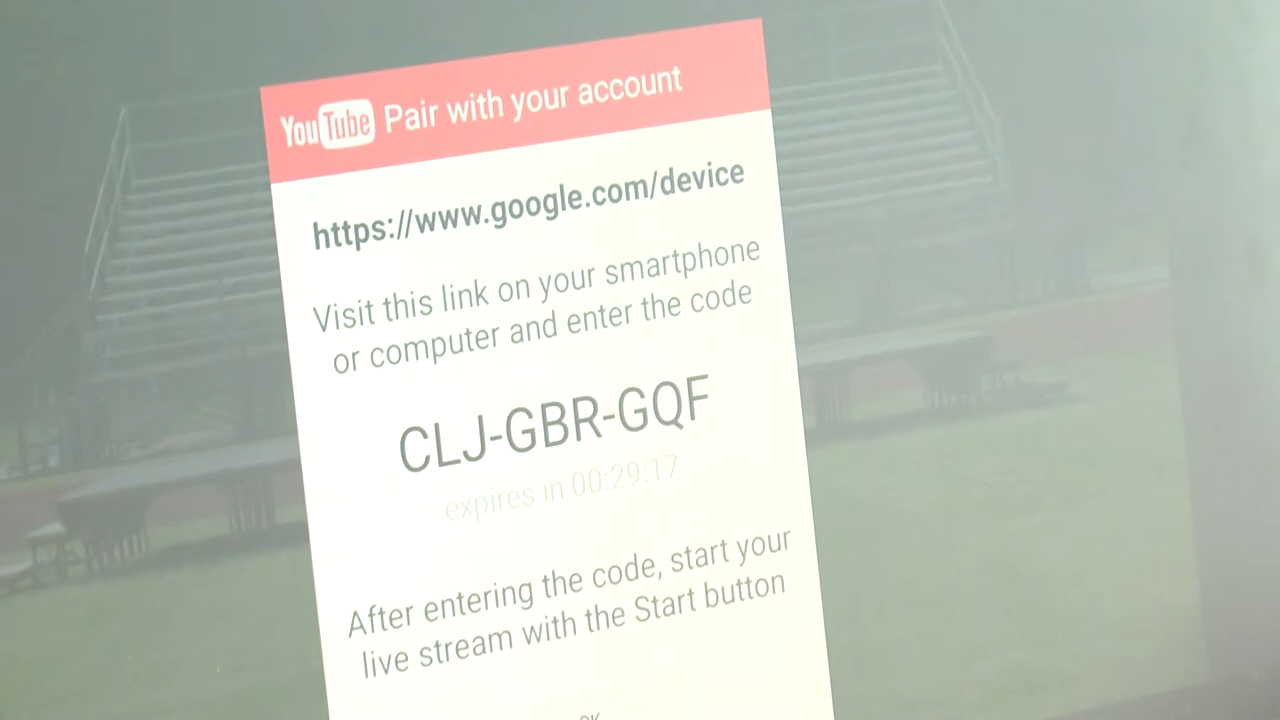 YouTube Pair with your account
https://www.google.com/device
Visit this link on your smartphone
or computer and enter the code
CLJ-GBR-GQF
expires in 00:29:17
After entering the code, start your
live stream with the Start button
OK